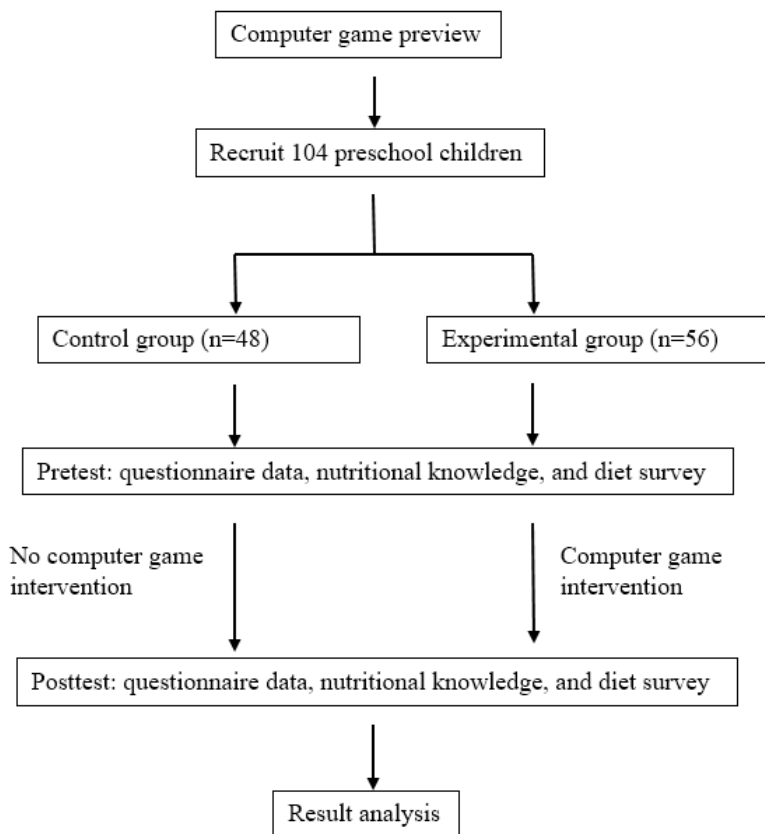 Computer game preview
Recruit 104 preschool children
Control group (n=48)
Experimental group (n=56)
Pretest: questionnaire data, nutritional knowledge, and diet survey
No computer game
intervention
Computer game
intervention
Posttest: questionnaire data, nutritional knowledge, and diet survey
Result analysis